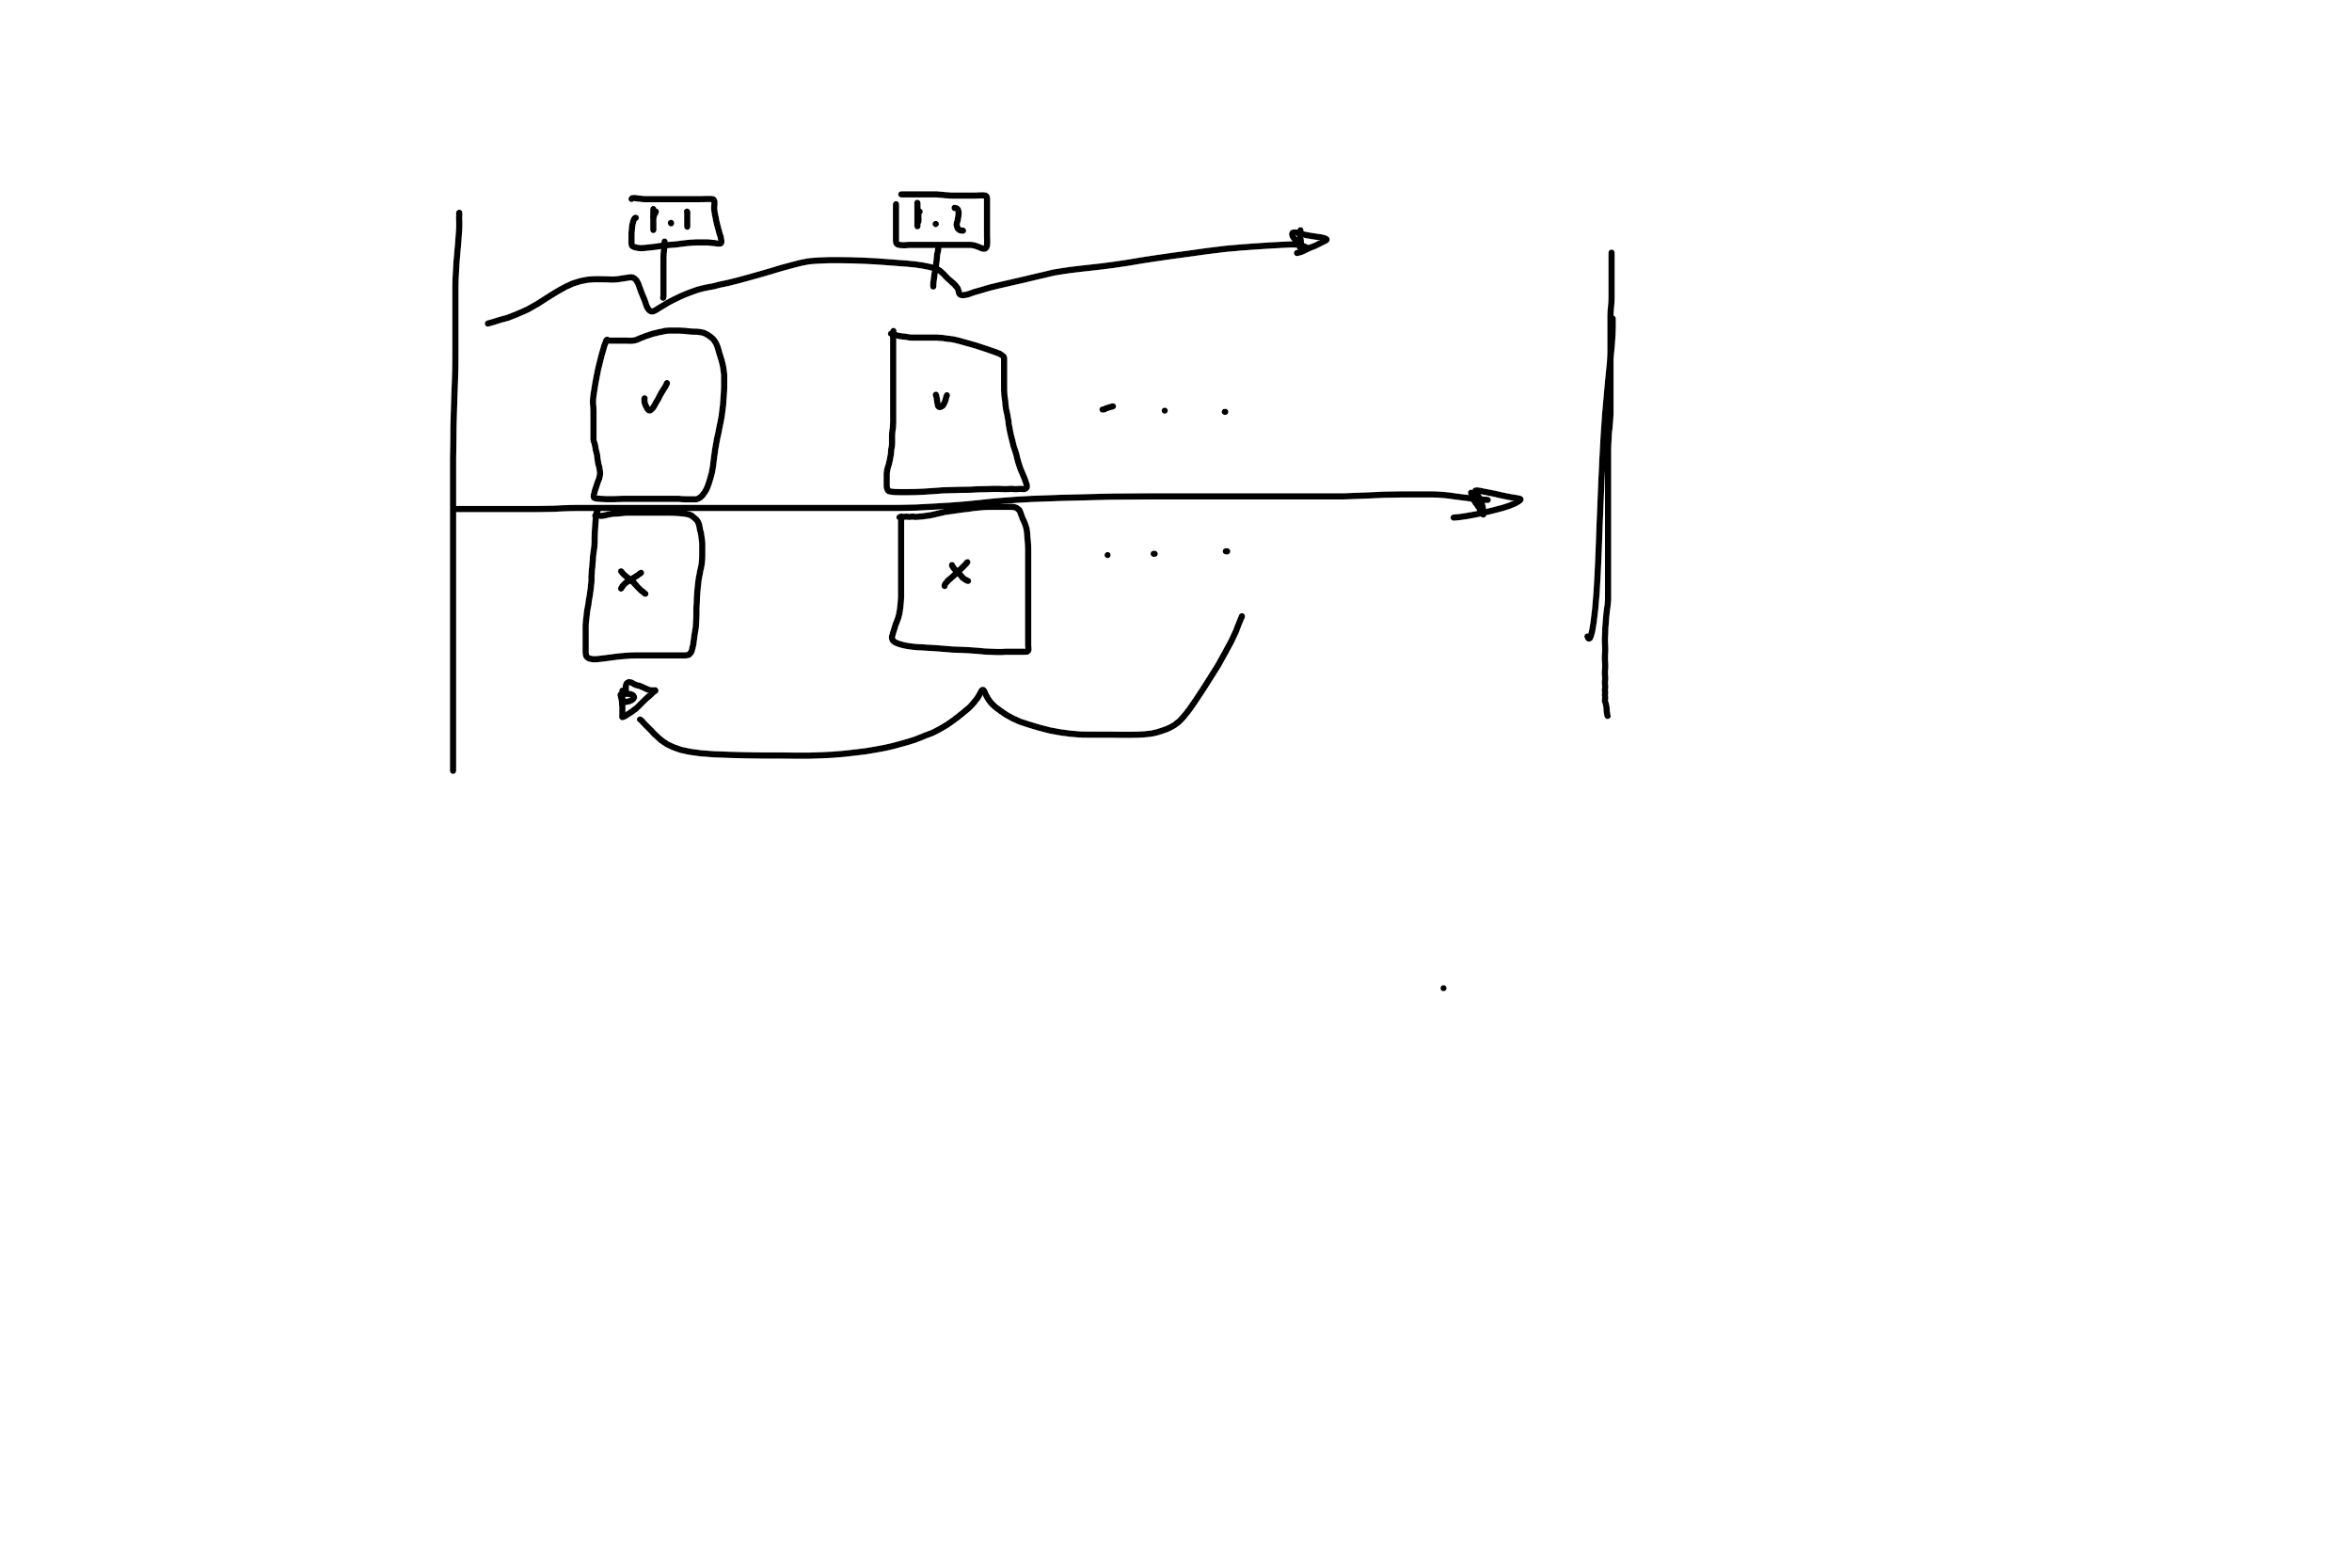 1.1 1.2
✓ ✓ . . .
× × . . .